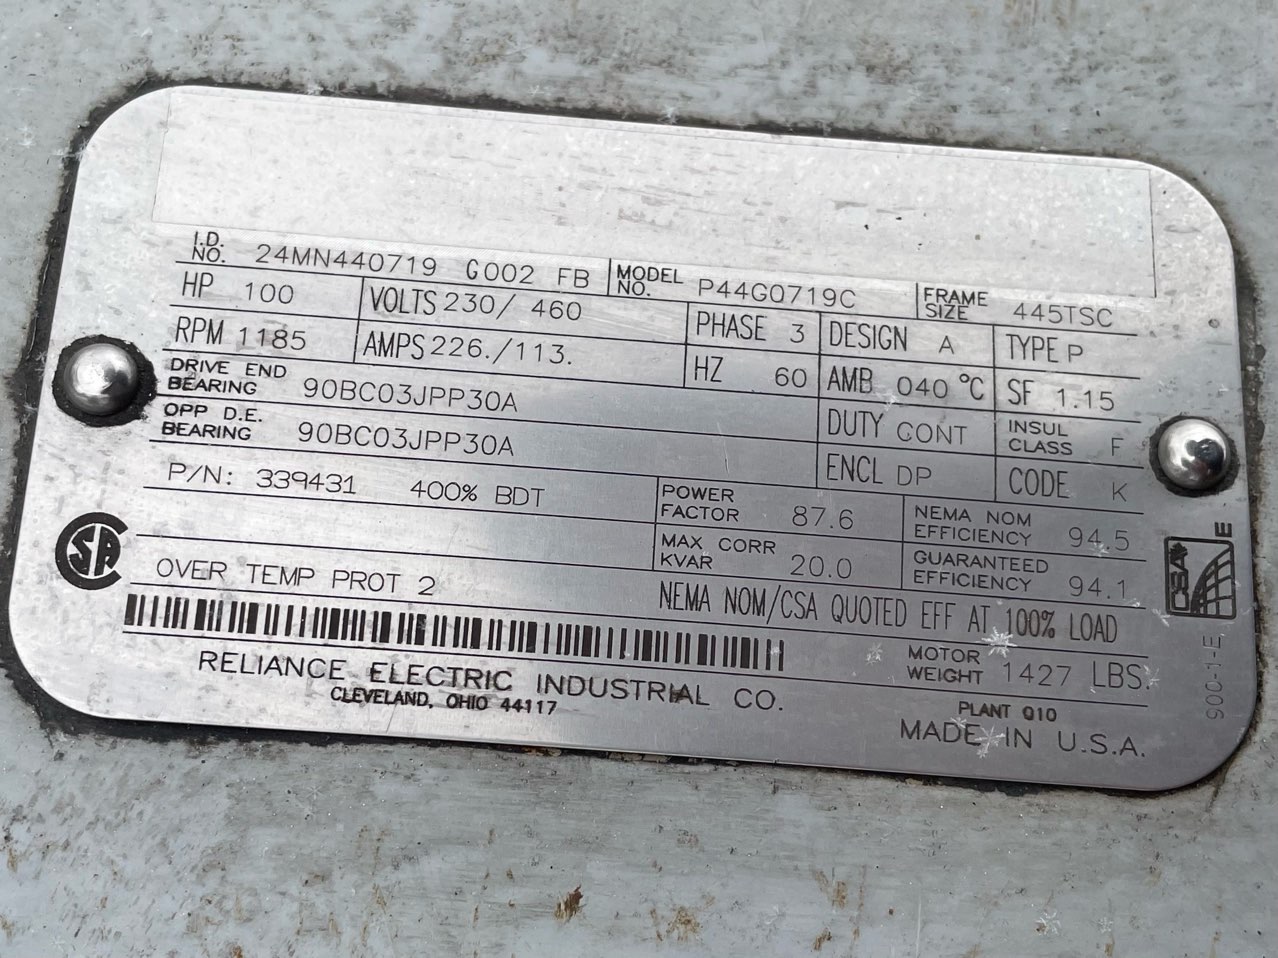 I.D. NO. 24MN440719 G002 FB MODEL NO. P44G0719C FRAME SIZE 445TSC
HP 100 VOLTS 230/ 460 PHASE 3 DESIGN A TYPE P
RPM 1185 AMPS 226./113. HZ 60 AMB 040 °C SF 1.15
DRIVE END BEARING 90BC03JPP30A DUTY CONT INSUL CLASS F
OPP D.E. BEARING 90BC03JPP30A ENCL DP CODE K
P/N: 339431 400% BDT POWER FACTOR 87.6 NEMA NOM EFFICIENCY 94.5
MAX CORR KVAR 20.0 GUARANTEED EFFICIENCY 94.1
OVER TEMP PROT 2 NEMA NOM/CSA QUOTED EFF AT 100% LOAD
MOTOR WEIGHT 1427 LBS.
RELIANCE ELECTRIC INDUSTRIAL CO.
CLEVELAND, OHIO 44117
PLANT Q10
MADE IN U.S.A.
CSA
CSA
E
900-1-E